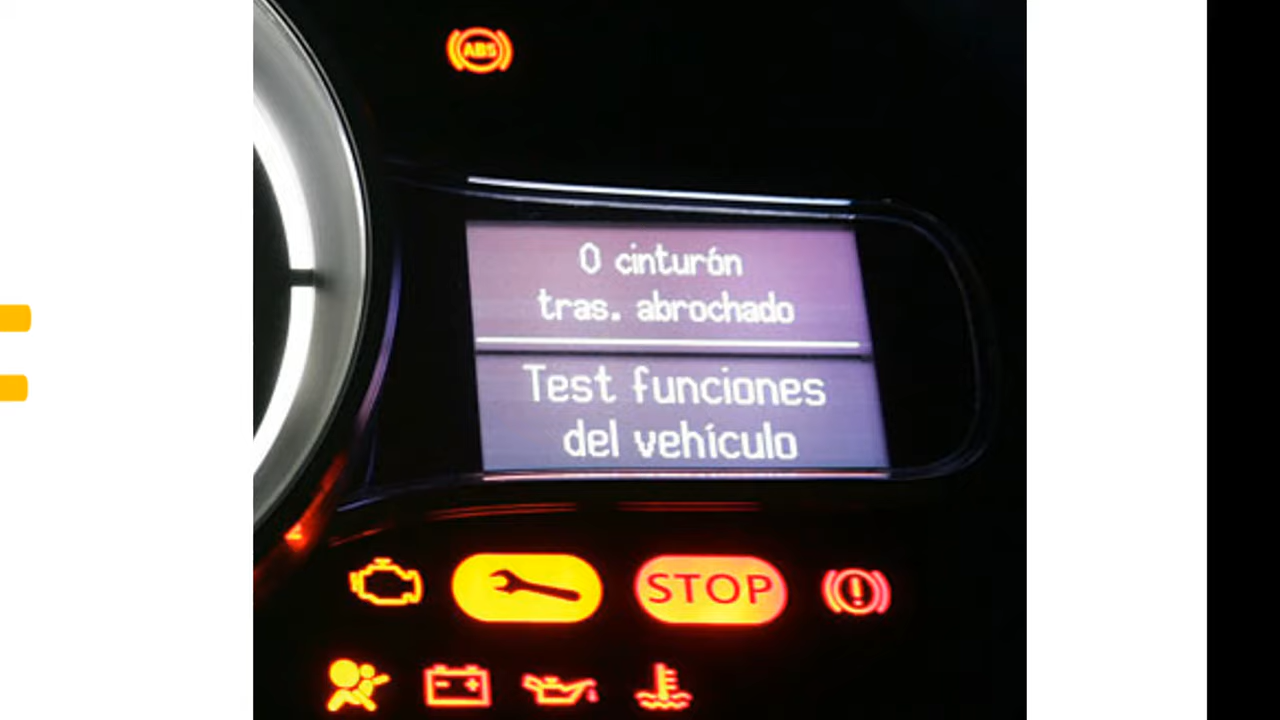 ABS
0 cinturón
tras. abrochado
Test funciones
del vehículo
STOP